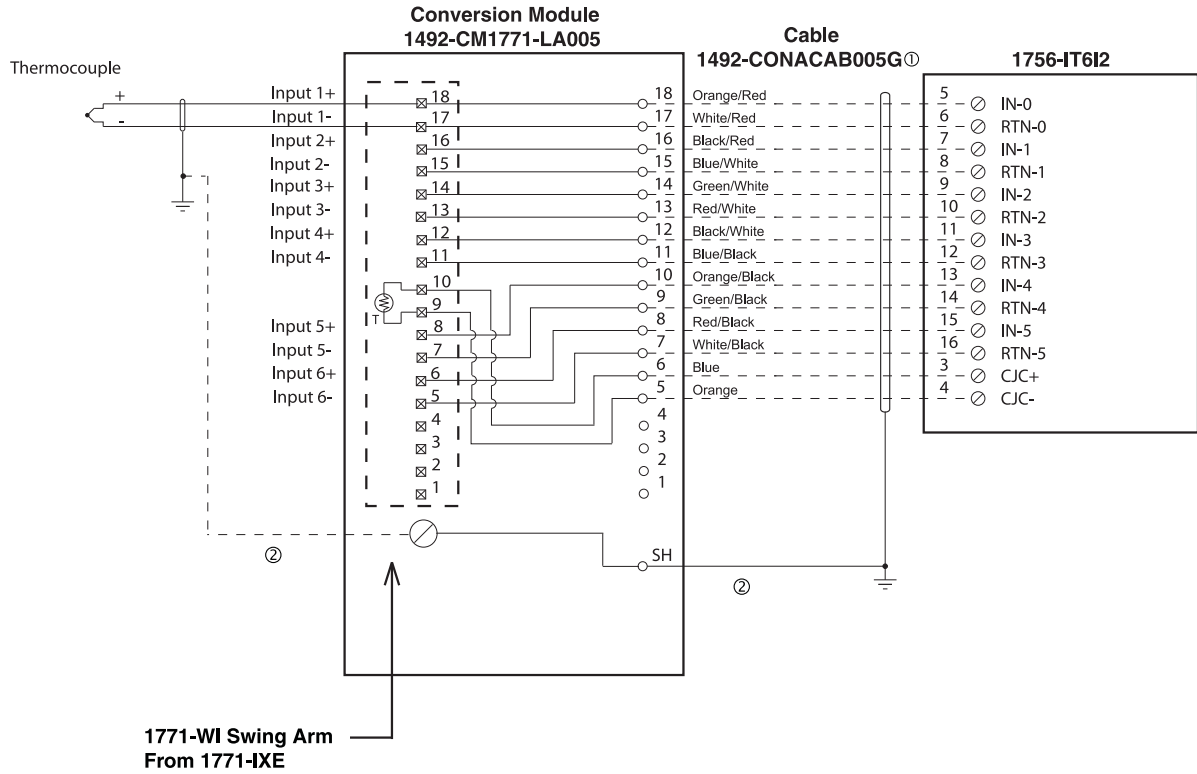 Conversion Module
1492-CM1771-LA005
Cable
1492-CONACAB005G①
1756-IT6I2
Thermocouple
+
-
Input 1+ 18 18 Orange/Red 5 IN-0
Input 1- 17 17 White/Red 6 RTN-0
Input 2+ 16 16 Black/Red 7 IN-1
Input 2- 15 15 Blue/White 8 RTN-1
Input 3+ 14 14 Green/White 9 IN-2
Input 3- 13 13 Red/White 10 RTN-2
Input 4+ 12 12 Black/White 11 IN-3
Input 4- 11 11 Blue/Black 12 RTN-3
10 10 Orange/Black 13 IN-4
T 9 9 Green/Black 14 RTN-4
Input 5+ 8 8 Red/Black 15 IN-5
Input 5- 7 7 White/Black 16 RTN-5
Input 6+ 6 6 Blue 3 CJC+
Input 6- 5 5 Orange 4 CJC-
4 4
3 3
2 2
1 1
②
SH
②
1771-WI Swing Arm
From 1771-IXE